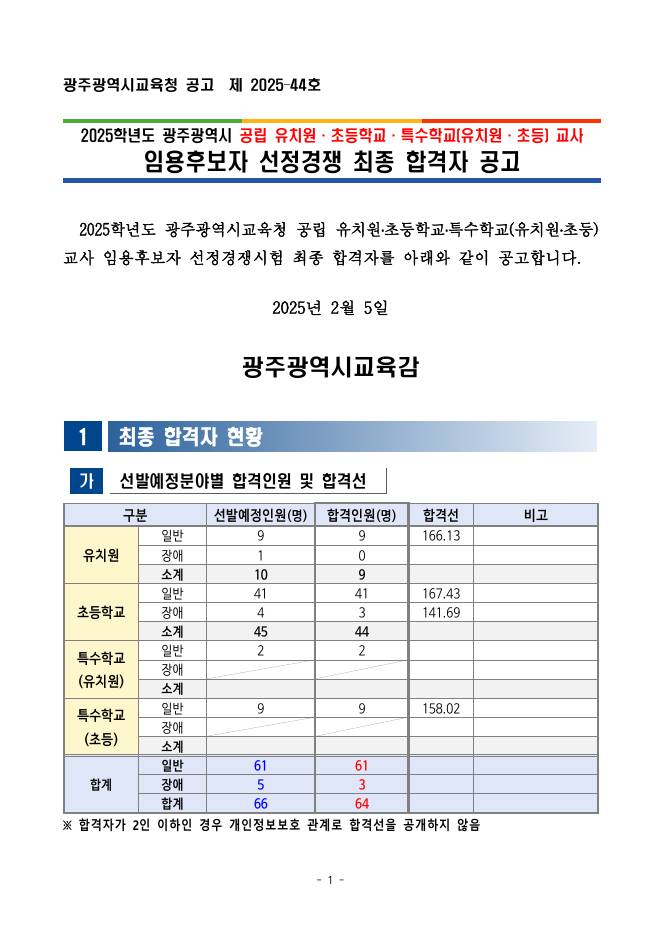 광주광역시교육청 공고 제 2025-44호
2025학년도 광주광역시 공립 유치원 · 초등학교 · 특수학교(유치원 · 초등) 교사
임용후보자 선정경쟁 최종 합격자 공고
2025학년도 광주광역시교육청 공립 유치원·초등학교·특수학교(유치원·초등)
교사 임용후보자 선정경쟁시험 최종 합격자를 아래와 같이 공고합니다.
2025년 2월 5일
광주광역시교육감
1 최종 합격자 현황
가 선발예정분야별 합격인원 및 합격선
구분 선발예정인원(명) 합격인원(명) 합격선 비고
유치원 일반 9 9 166.13
장애 1 0
소계 10 9
초등학교 일반 41 41 167.43
장애 4 3 141.69
소계 45 44
특수학교 (유치원) 일반 2 2
장애
소계
특수학교 (초등) 일반 9 9 158.02
장애
소계
합계 일반 61 61
장애 5 3
합계 66 64
※ 합격자가 2인 이하인 경우 개인정보보호 관계로 합격선을 공개하지 않음
- 1 -